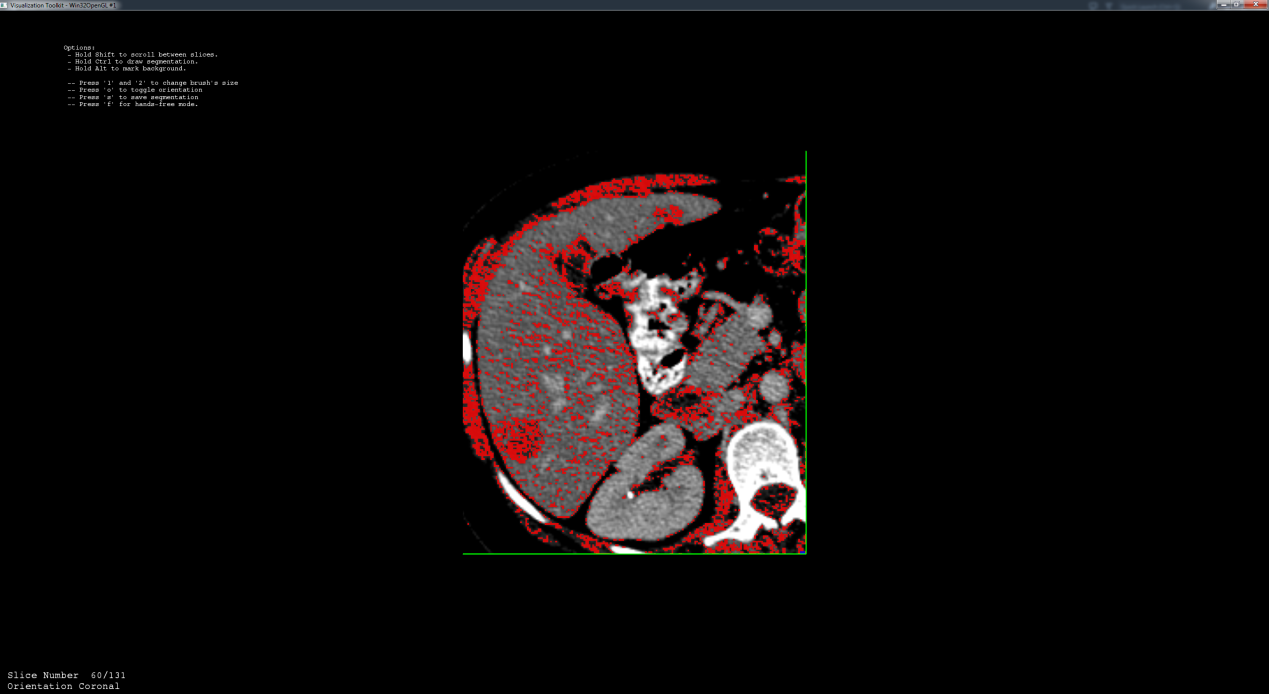 Visualization Toolkit - Win32OpenGL #1
Options:
- Hold Shift to scroll between slices.
- Hold Ctrl to draw segmentation.
- Hold Alt to mark background.
-- Press '1' and '2' to change brush's size
-- Press 'o' to toggle orientation
-- Press 's' to save segmentation
-- Press 'f' for hands-free mode.
Slice Number 60/131
Orientation Coronal